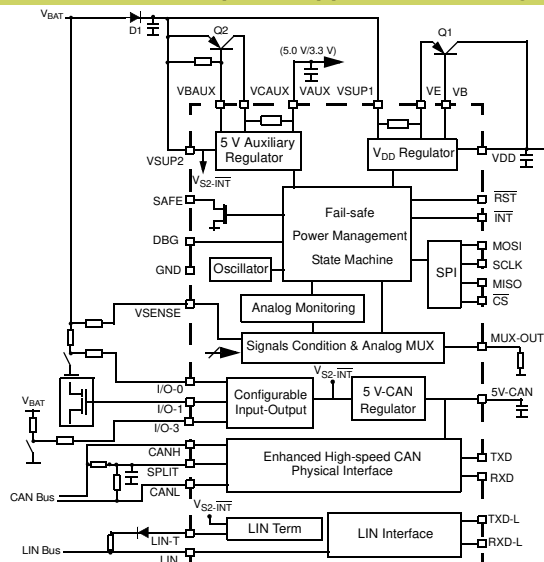 VBAT
D1
Q2
(5.0 V/3.3 V)
Q1
VBAUX
VCAUX
VAUX
VSUP1
VE
VB
5 V Auxiliary
Regulator
VDD Regulator
VSUP2
VDD
VS2-INT
SAFE
Fail-safe
Power Management
State Machine
RST
INT
DBG
MOSI
SCLK
SPI
GND
Oscillator
MISO
CS
Analog Monitoring
VSENSE
Signals Condition & Analog MUX
MUX-OUT
VS2-INT
I/O-0
Configurable
Input-Output
5 V-CAN
Regulator
5V-CAN
VBAT
I/O-1
I/O-3
CANH
Enhanced High-speed CAN
Physical Interface
TXD
SPLIT
RXD
CANL
CAN Bus
VS2-INT
LIN Term
LIN Interface
TXD-L
LIN-T
RXD-L
LIN Bus
LIN